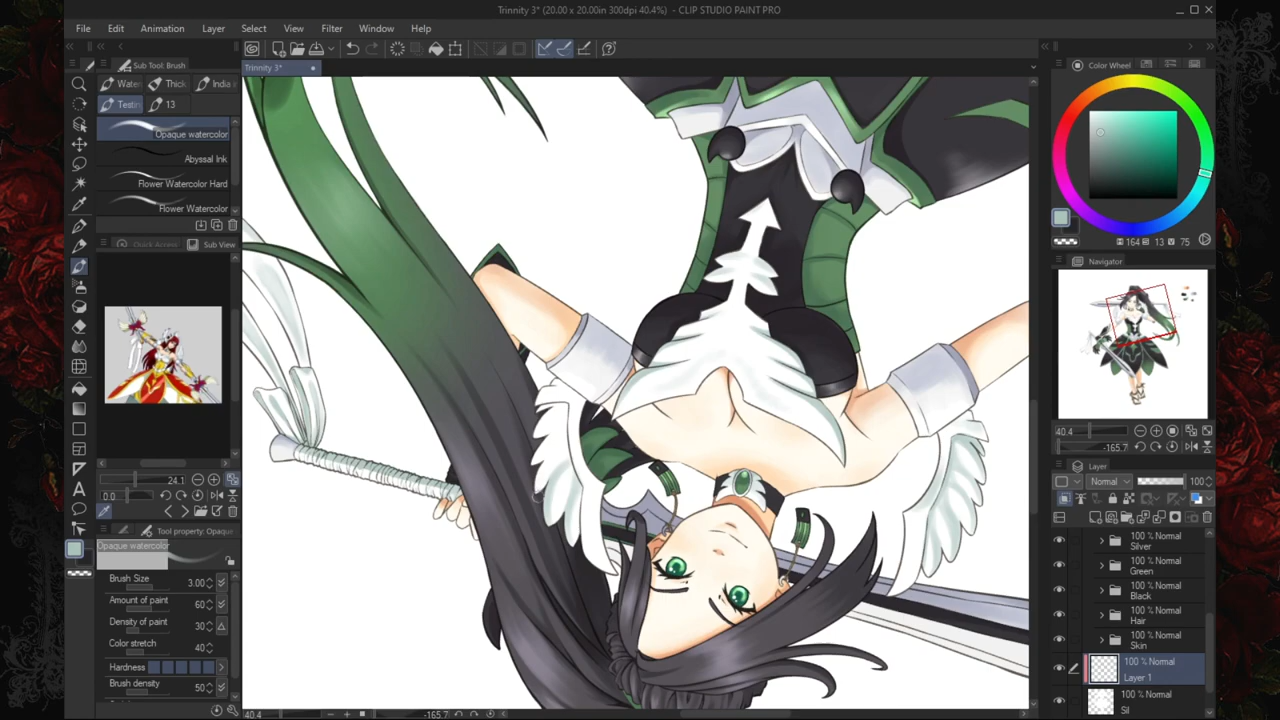 Trinnity 3* (20.00 x 20.00in 300dpi 40.4%) - CLIP STUDIO PAINT PRO
File Edit Animation Layer Select View Filter Window Help
Sub Tool: Brush
Water Thick India i
Testin 13
Opaque watercolor
Abyssal Ink
Flower Watercolor Hard
Flower Watercolor
Quick Access Sub View
24.1
0.0
Tool property: Opaque
Opaque watercolor
Brush Size 3.00
Amount of paint 60
Density of paint 30
Color stretch 40
Hardness
Brush density 50
Trinnity 3*
40.4 -165.7
Color Wheel
H 164 S 13 V 75
Navigator
40.4
-165.7
Layer
Normal 100
100 % Normal
Silver
100 % Normal
Green
100 % Normal
Black
100 % Normal
Hair
100 % Normal
Skin
100 % Normal
Layer 1
100 % Normal
Sil